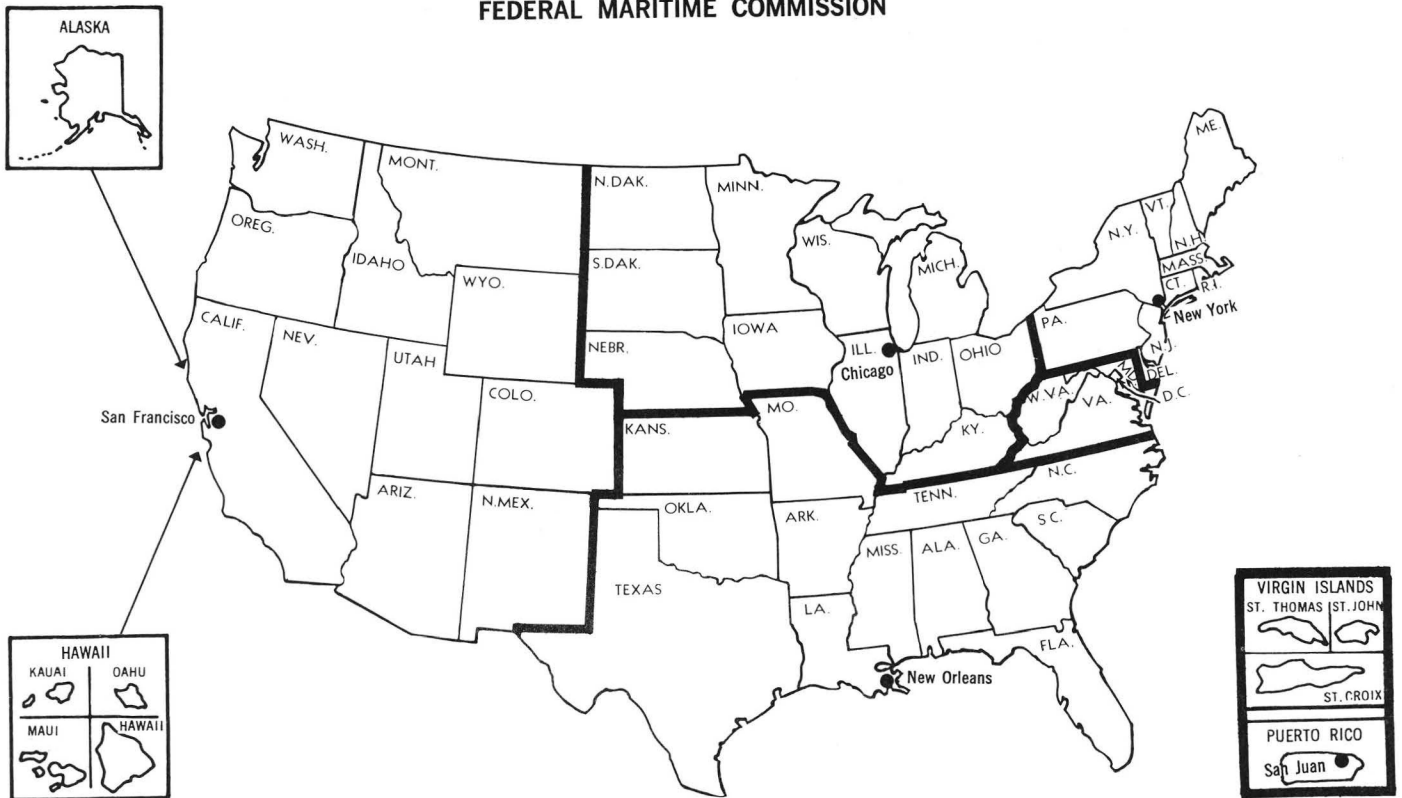 FEDERAL MARITIME COMMISSION
ALASKA
WASH.
MONT.
N.DAK.
MINN.
ME.
OREG.
IDAHO
WYO.
S.DAK.
WIS.
MICH.
N.Y.
VT.
N.H.
MASS.
CT.
R.I.
New York
CALIF.
NEV.
UTAH
COLO.
NEBR.
IOWA
ILL.
Chicago
IND.
OHIO
PA.
N.J.
DEL.
D.C.
San Francisco
KANS.
MO.
KY.
W.VA.
VA.
ARIZ.
N.MEX.
OKLA.
ARK.
TENN.
N.C.
S.C.
TEXAS
LA.
MISS.
ALA.
GA.
FLA.
New Orleans
HAWAII
KAUAI
OAHU
MAUI
HAWAII
VIRGIN ISLANDS
ST. THOMAS
ST.JOHN
ST.CROIX
PUERTO RICO
San Juan